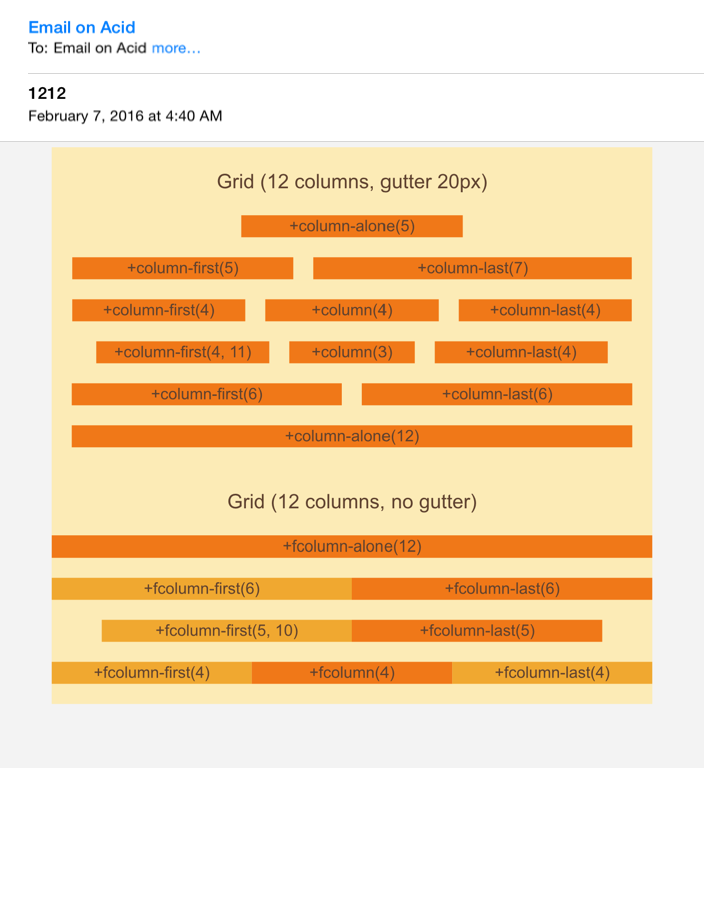 Email on Acid
To: Email on Acid more...
1212
February 7, 2016 at 4:40 AM
Grid (12 columns, gutter 20px)
+column-alone(5)
+column-first(5) +column-last(7)
+column-first(4) +column(4) +column-last(4)
+column-first(4, 11) +column(3) +column-last(4)
+column-first(6) +column-last(6)
+column-alone(12)
Grid (12 columns, no gutter)
+fcolumn-alone(12)
+fcolumn-first(6) +fcolumn-last(6)
+fcolumn-first(5, 10) +fcolumn-last(5)
+fcolumn-first(4) +fcolumn(4) +fcolumn-last(4)